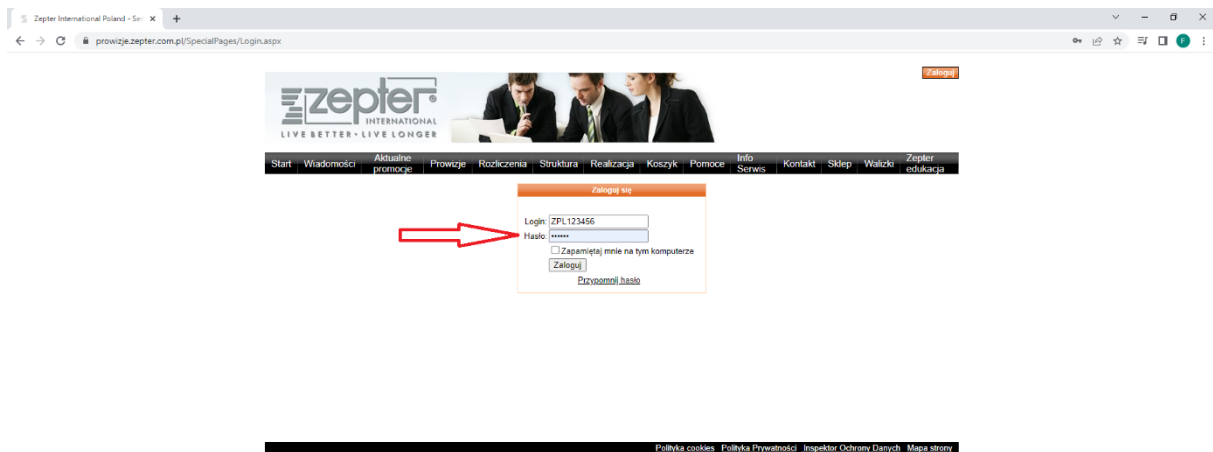 Zepter International Poland - Ser
prowizje.zepter.com.pl/SpecialPages/Login.aspx
F
Zaloguj
zepter®
INTERNATIONAL
LIVE BETTER • LIVE LONGER
Start Wiadomości Aktualne promocje Prowizje Rozliczenia Struktura Realizacja Koszyk Pomoce Info Serwis Kontakt Sklep Walizki Zepter edukacja
Zaloguj się
Login: ZPL123456
Hasło: ••••••
Zapamiętaj mnie na tym komputerze
Zaloguj
Przypomnij hasło
Polityka cookies Polityka Prywatności Inspektor Ochrony Danych Mapa strony